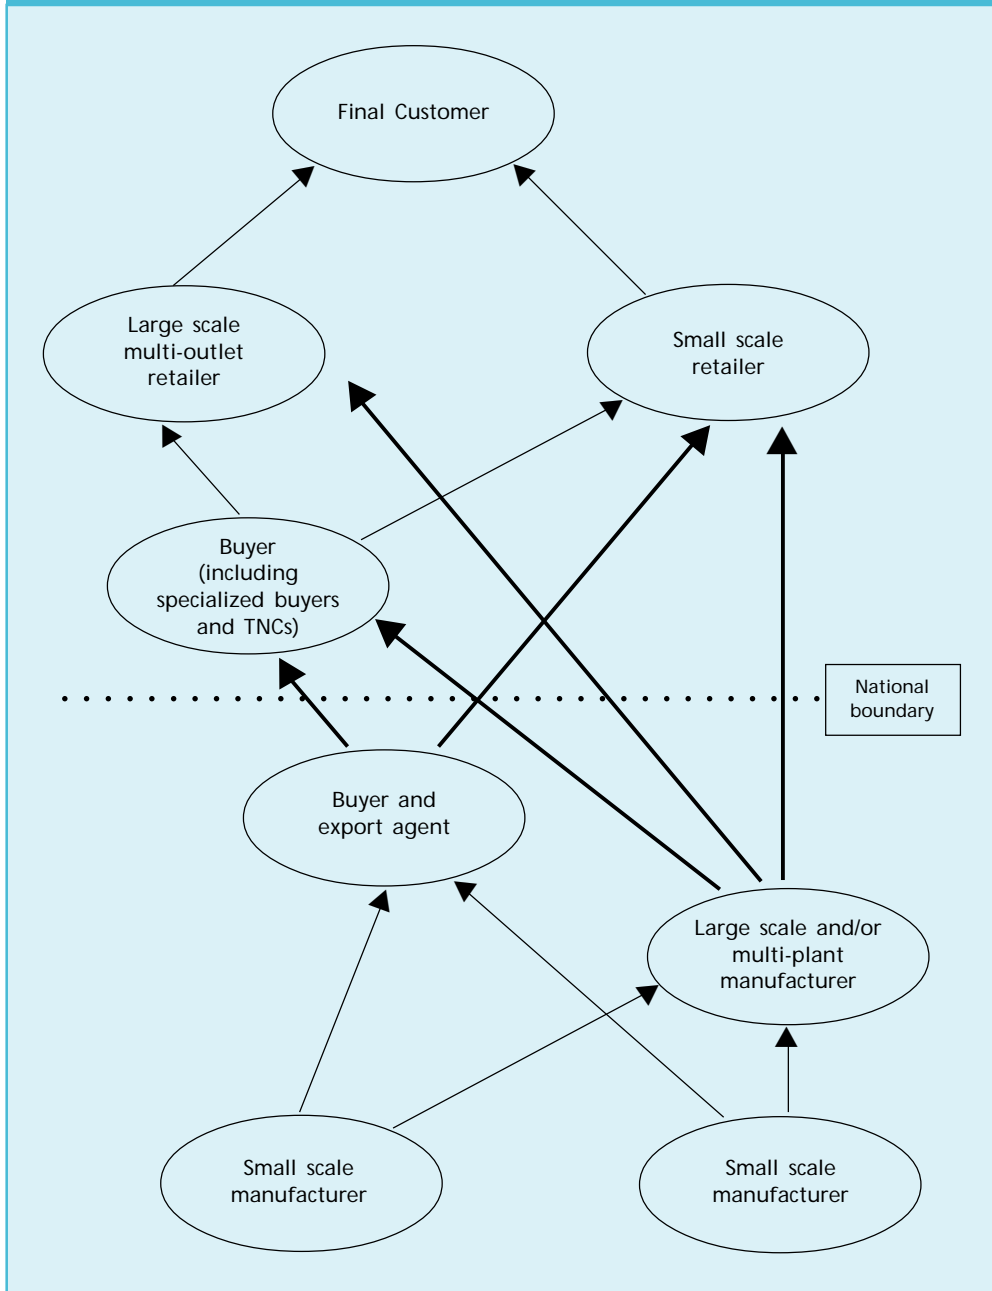 Final Customer
Large scale
multi-outlet
retailer
Small scale
retailer
Buyer
(including
specialized buyers
and TNCs)
National
boundary
Buyer and
export agent
Large scale and/or
multi-plant
manufacturer
Small scale
manufacturer
Small scale
manufacturer